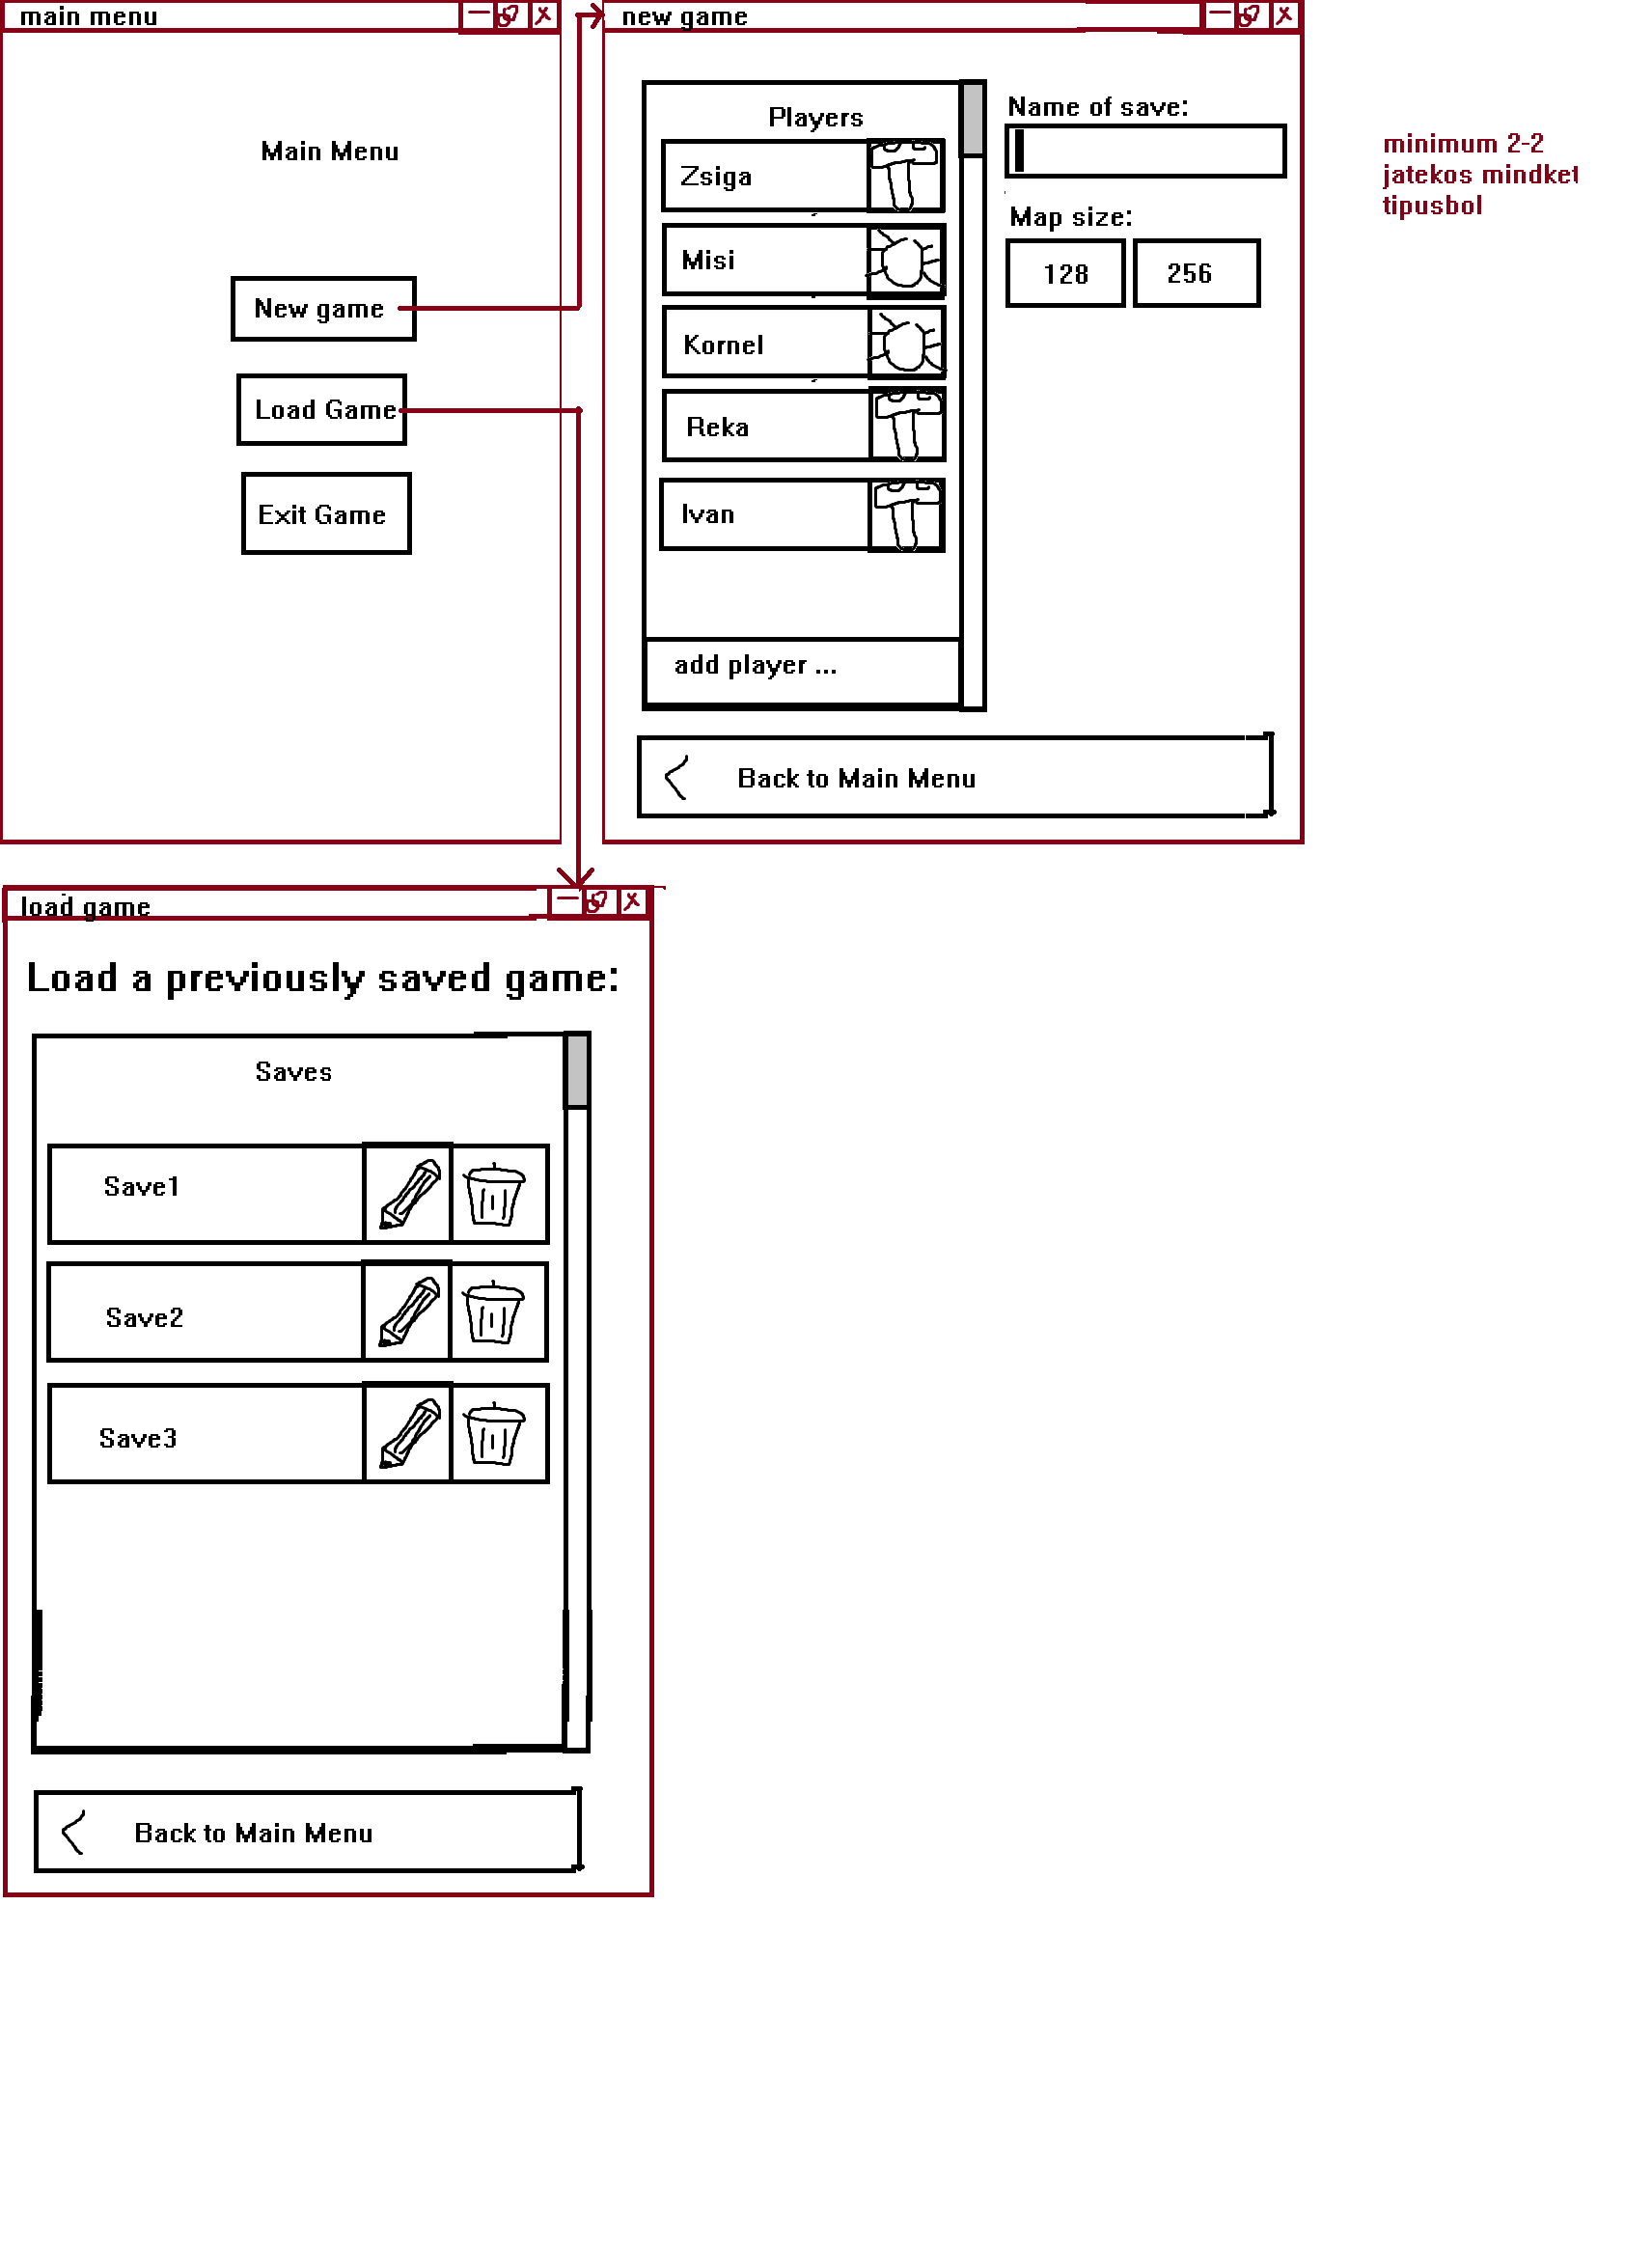 main menu
Main Menu
New game
Load Game
Exit Game
new game
Players
Zsiga
Misi
Kornel
Reka
Ivan
add player ...
Name of save:
Map size:
128
256
Back to Main Menu
minimum 2-2
jatekos mindket
tipusbol
load game
Load a previously saved game:
Saves
Save1
Save2
Save3
Back to Main Menu